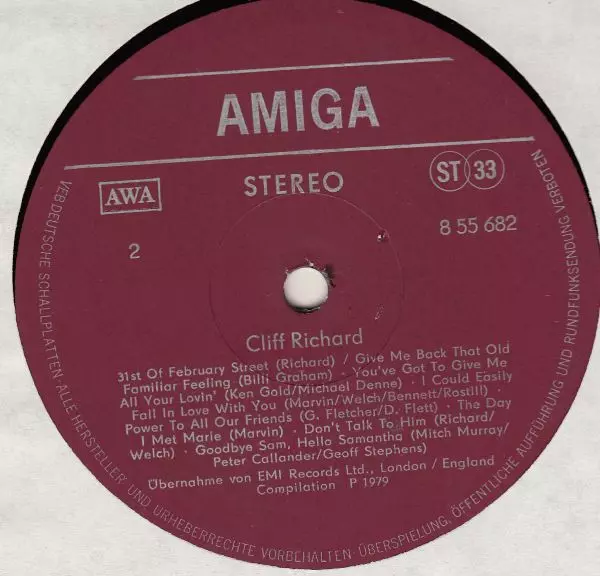 AMIGA
AWA
STEREO
ST 33
2
8 55 682
Cliff Richard
31st Of February Street (Richard) / Give Me Back That Old
Familiar Feeling (Billi Graham) · You've Got To Give Me
All Your Lovin' (Ken Gold/Michael Denne) · I Could Easily
Fall In Love With You (Marvin/Welch/Bennett/Rostill) ·
Power To All Our Friends (G. Fletcher/D. Flett) · The Day
I Met Marie (Marvin) · Don't Talk To Him (Richard/
Welch) · Goodbye Sam, Hello Samantha (Mitch Murray/
Peter Callander/Geoff Stephens)
Übernahme von EMI Records Ltd., London / England
Compilation P 1979
VEB DEUTSCHE SCHALLPLATTEN · ALLE HERSTELLER- UND URHEBERRECHTE VORBEHALTEN · ÜBERSPIELUNG, ÖFFENTLICHE AUFFÜHRUNG UND RUNDFUNKSENDUNG VERBOTEN